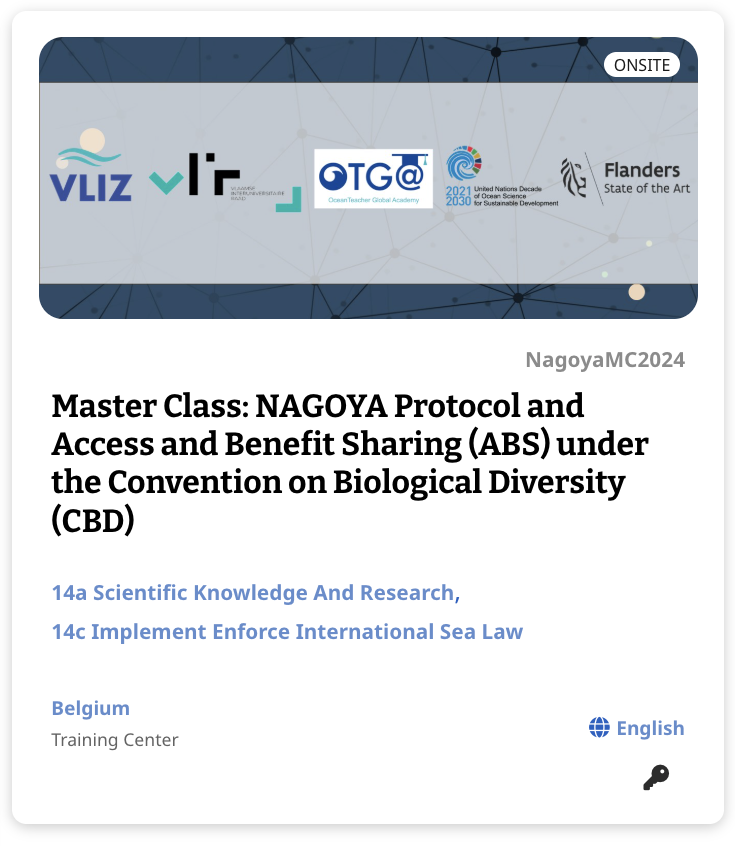 ONSITE
VLIZ
vlir
VLAAMSE
INTERUNIVERSITAIRE
RAAD
OTG@
OceanTeacher Global Academy
2021
2030
United Nations Decade
of Ocean Science
for Sustainable Development
Flanders
State of the Art
NagoyaMC2024
Master Class: NAGOYA Protocol and
Access and Benefit Sharing (ABS) under
the Convention on Biological Diversity
(CBD)
14a Scientific Knowledge And Research,
14c Implement Enforce International Sea Law
Belgium
Training Center
English